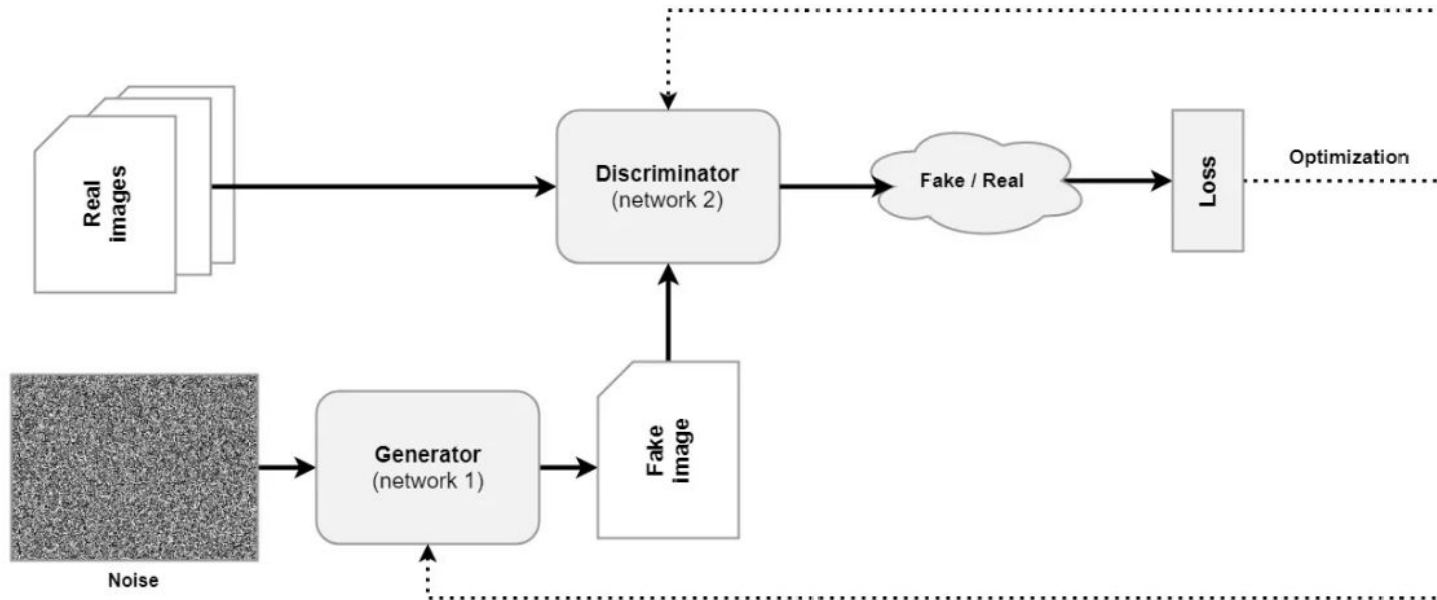 Real
images
Discriminator
(network 2)
Fake / Real
Loss
Optimization
Noise
Generator
(network 1)
Fake
image